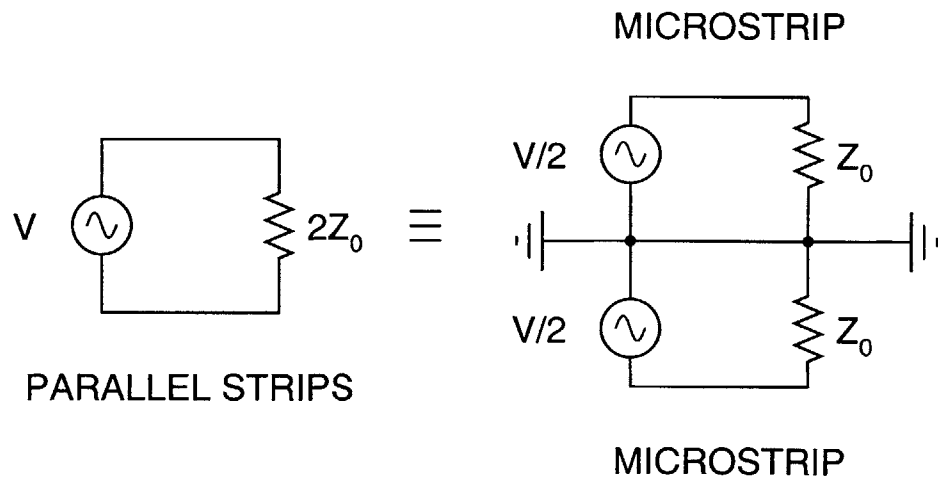 MICROSTRIP
V/2
Z0
V
2Z0
≡
V/2
Z0
PARALLEL STRIPS
MICROSTRIP